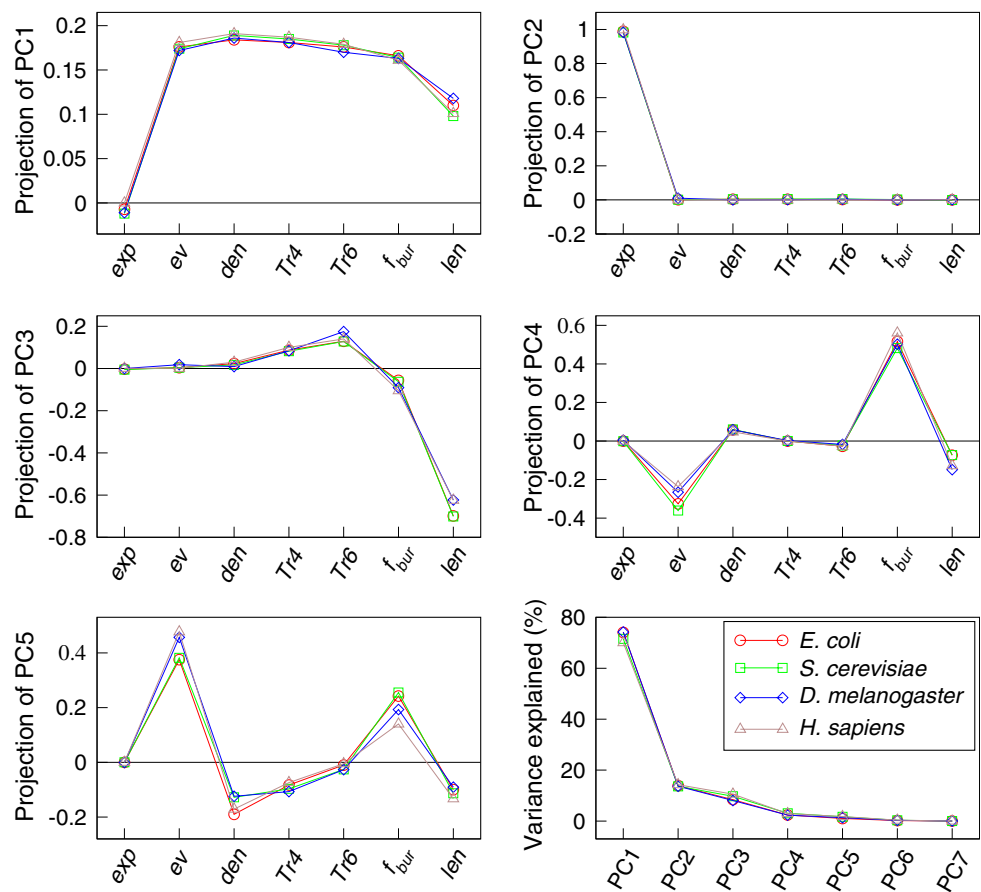 Projection of PC1
0.2
0.15
0.1
0.05
0
exp ev den Tr4 Tr6 f_bur len
Projection of PC2
1
0.8
0.6
0.4
0.2
0
-0.2
exp ev den Tr4 Tr6 f_bur len
Projection of PC3
0.2
0
-0.2
-0.4
-0.6
-0.8
exp ev den Tr4 Tr6 f_bur len
Projection of PC4
0.6
0.4
0.2
0
-0.2
-0.4
exp ev den Tr4 Tr6 f_bur len
Projection of PC5
0.4
0.2
0
-0.2
exp ev den Tr4 Tr6 f_bur len
Variance explained (%)
80
60
40
20
0
E. coli
S. cerevisiae
D. melanogaster
H. sapiens
PC1 PC2 PC3 PC4 PC5 PC6 PC7